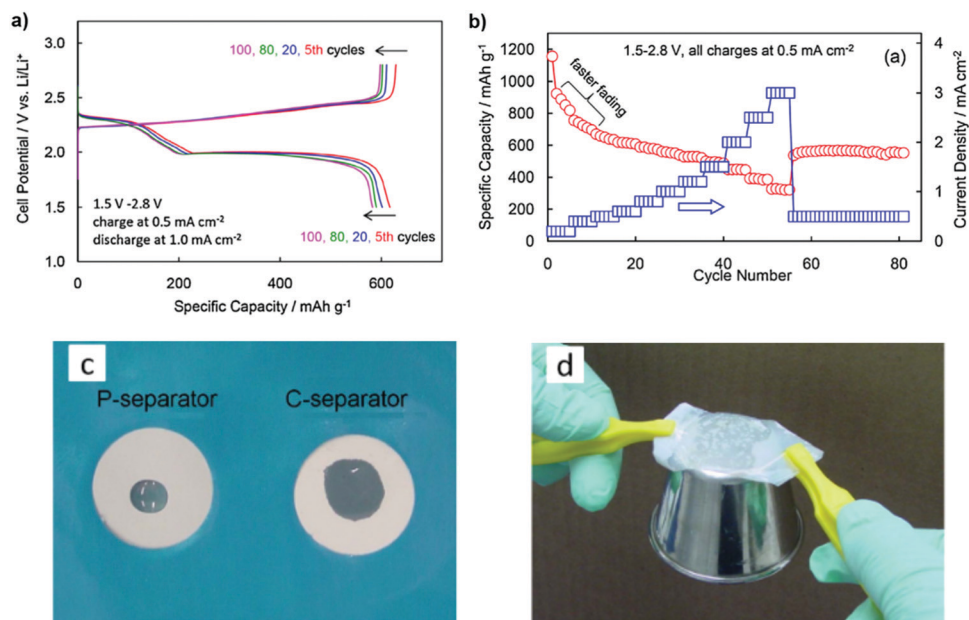 a)
100, 80, 20, 5th cycles
Cell Potential / V vs. Li/Li⁺
3.0
2.5
2.0
1.5
1.0
1.5 V -2.8 V
charge at 0.5 mA cm⁻²
discharge at 1.0 mA cm⁻²
100, 80, 20, 5th cycles
0
200
400
600
Specific Capacity / mAh g⁻¹
b)
1.5-2.8 V, all charges at 0.5 mA cm⁻²
(a)
faster fading
Specific Capacity / mAh g⁻¹
1200
1000
800
600
400
200
0
Current Density / mA cm⁻²
4
3
2
1
0
0
20
40
60
80
Cycle Number
c
P-separator
C-separator
d